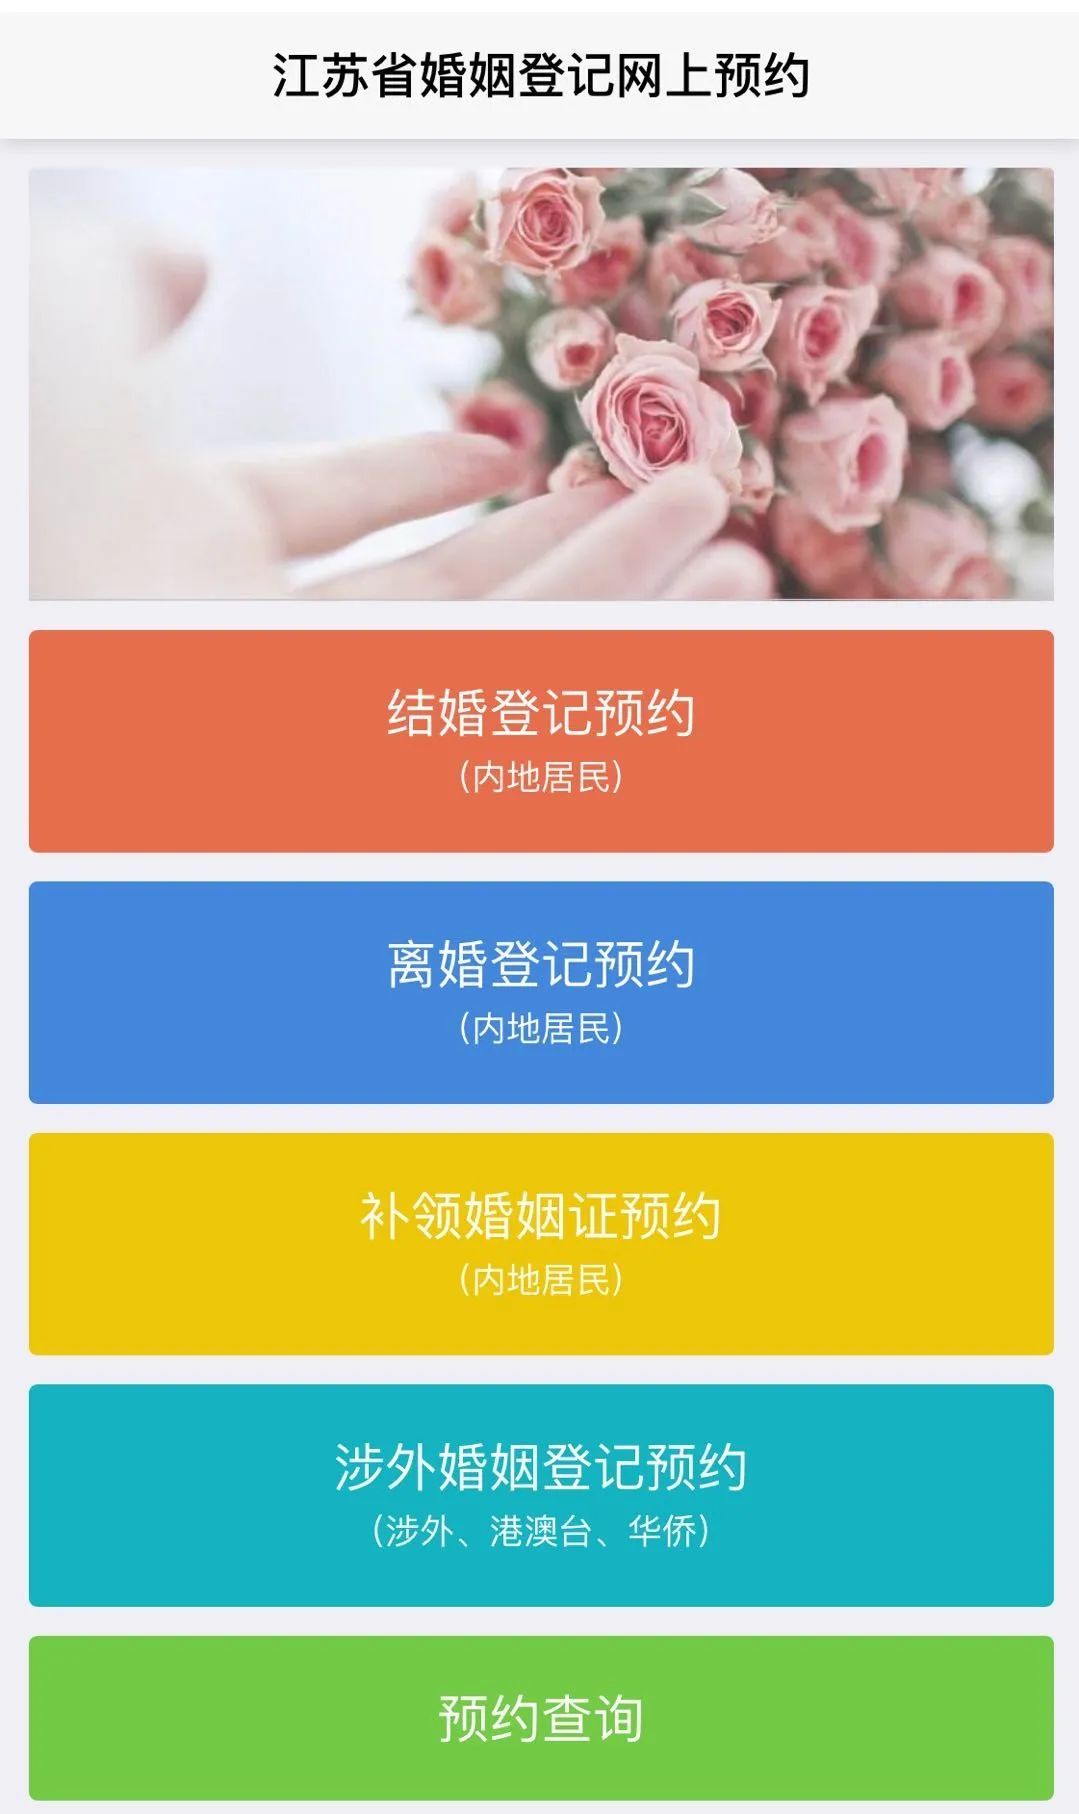 江苏省婚姻登记网上预约
结婚登记预约
（内地居民）
离婚登记预约
（内地居民）
补领婚姻证预约
（内地居民）
涉外婚姻登记预约
（涉外、港澳台、华侨）
预约查询